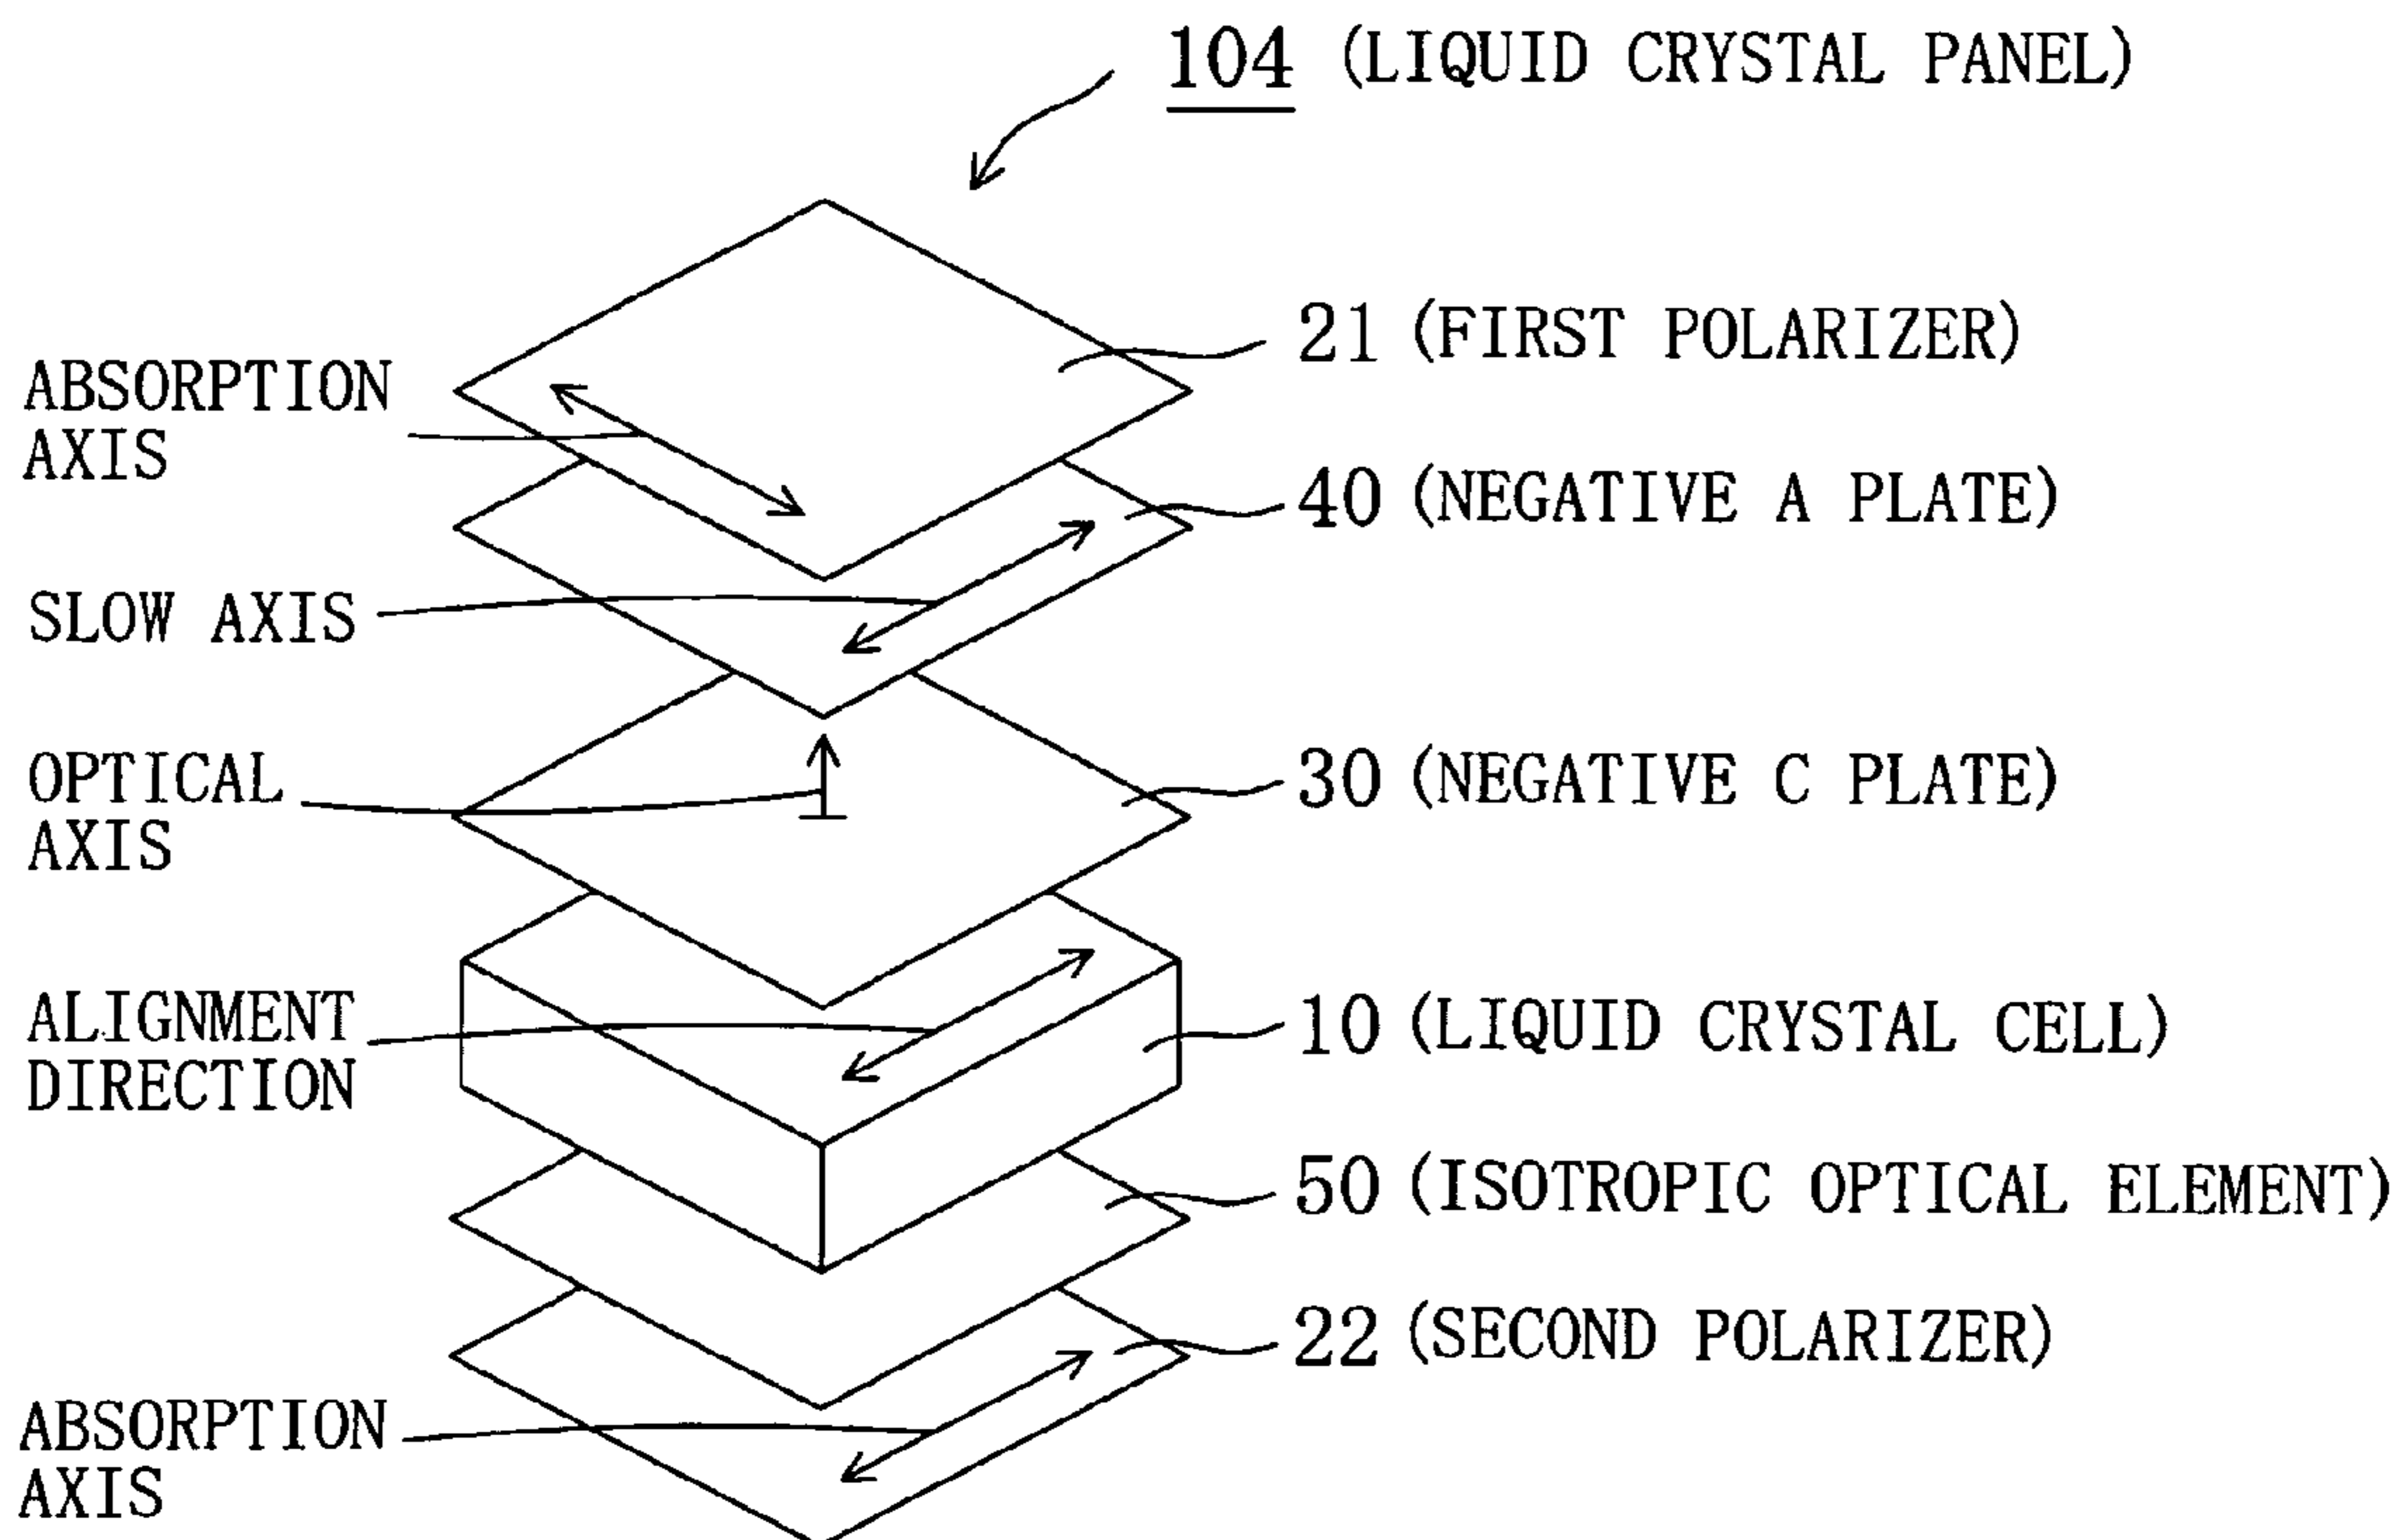 104 (LIQUID CRYSTAL PANEL)
21 (FIRST POLARIZER)
ABSORPTION
AXIS
40 (NEGATIVE A PLATE)
SLOW AXIS
OPTICAL
AXIS
30 (NEGATIVE C PLATE)
ALIGNMENT
DIRECTION
10 (LIQUID CRYSTAL CELL)
50 (ISOTROPIC OPTICAL ELEMENT)
22 (SECOND POLARIZER)
ABSORPTION
AXIS